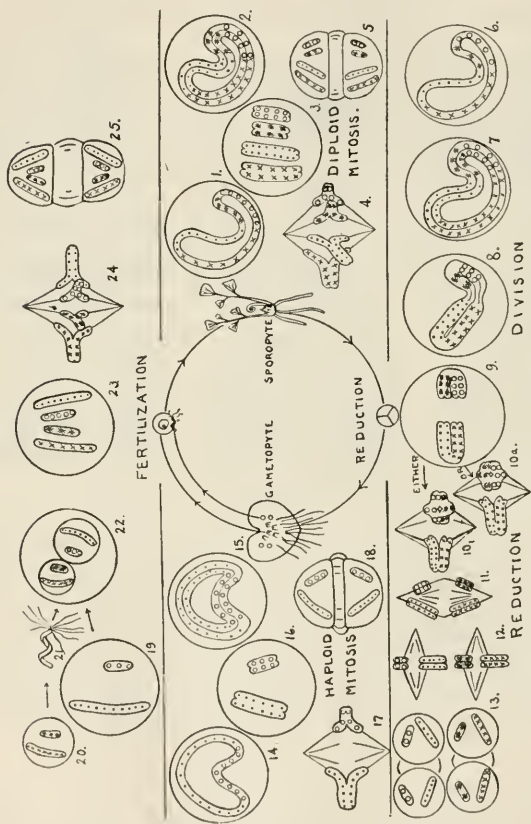 20.
19
21.
22.
23.
24
25.
FERTILIZATION
14.
15.
16.
17
18.
HAPLOID
MITOSIS
GAMETOPYTE
SPOROPYTE
REDUCTION
1.
2.
3.
4.
5
DIPLOID
MITOSIS.
13.
12.
11.
10.
10a.
EITHER
OR
9.
8.
7
6.
REDUCTION
DIVISION